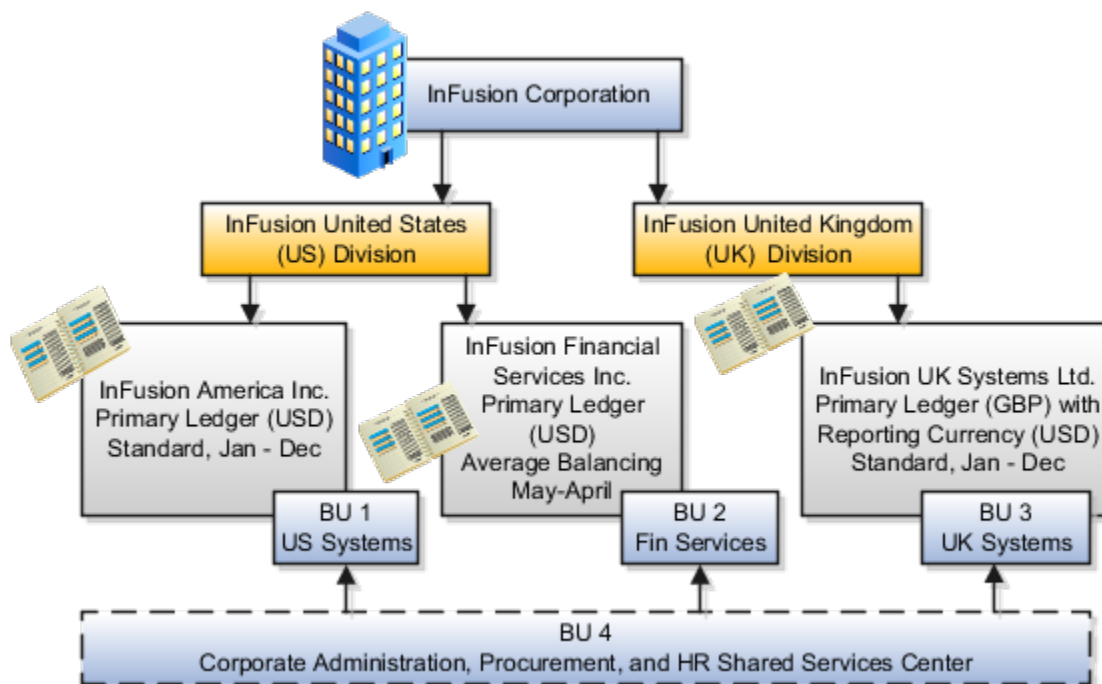 InFusion Corporation
InFusion United States
(US) Division
InFusion United Kingdom
(UK) Division
InFusion America Inc.
Primary Ledger (USD)
Standard, Jan - Dec
InFusion Financial
Services Inc.
Primary Ledger
(USD)
Average Balancing
May-April
InFusion UK Systems Ltd.
Primary Ledger (GBP) with
Reporting Currency (USD)
Standard, Jan - Dec
BU 1
US Systems
BU 2
Fin Services
BU 3
UK Systems
BU 4
Corporate Administration, Procurement, and HR Shared Services Center